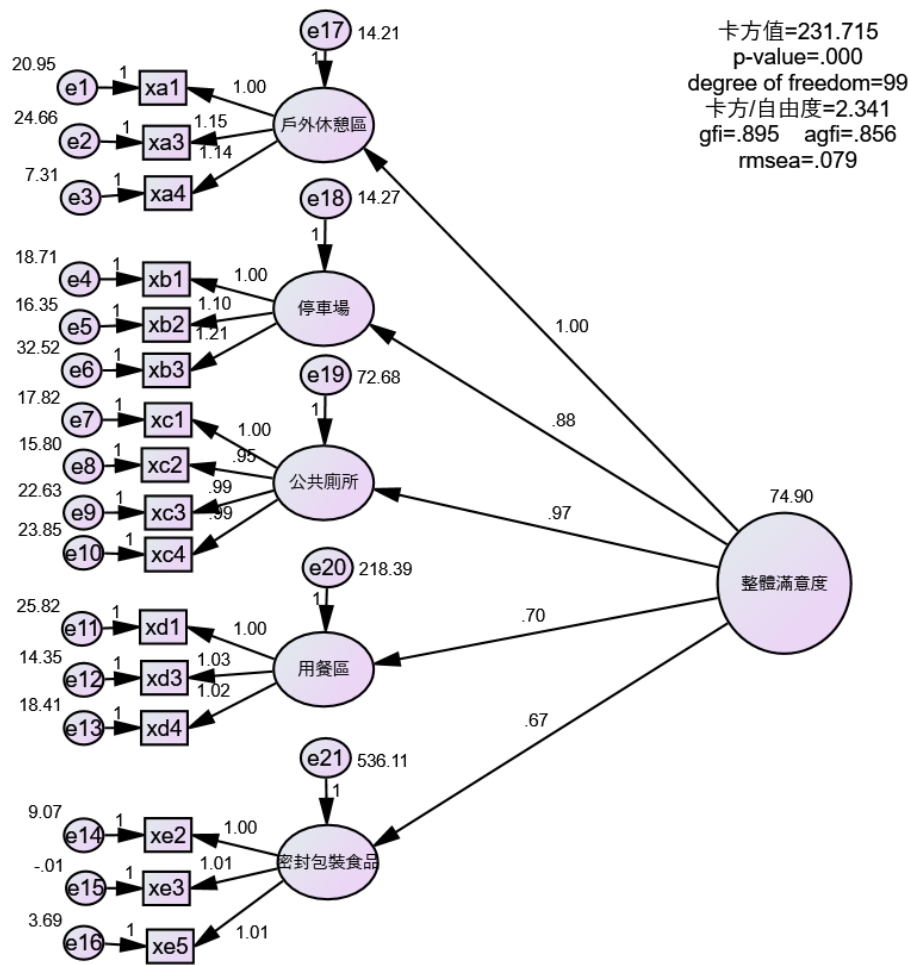 卡方值=231.715
p-value=.000
degree of freedom=99
卡方/自由度=2.341
gfi=.895 agfi=.856
rmsea=.079
e17
14.21
1
20.95
e1
1
xa1
1.00
24.66
e2
1
xa3
1.15
戶外休憩區
7.31
e3
1
xa4
1.14
e18
14.27
1
18.71
e4
1
xb1
1.00
16.35
e5
1
xb2
1.10
停車場
1.00
32.52
e6
1
xb3
1.21
e19
72.68
1
17.82
e7
1
xc1
1.00
.88
15.80
e8
1
xc2
.95
公共廁所
22.63
e9
1
xc3
.99
.97
74.90
23.85
e10
1
xc4
.99
整體滿意度
e20
218.39
1
25.82
e11
1
xd1
1.00
.70
14.35
e12
1
xd3
1.03
用餐區
18.41
e13
1
xd4
1.02
.67
e21
536.11
1
9.07
e14
1
xe2
1.00
-.01
e15
1
xe3
1.01
密封包裝食品
3.69
e16
1
xe5
1.01